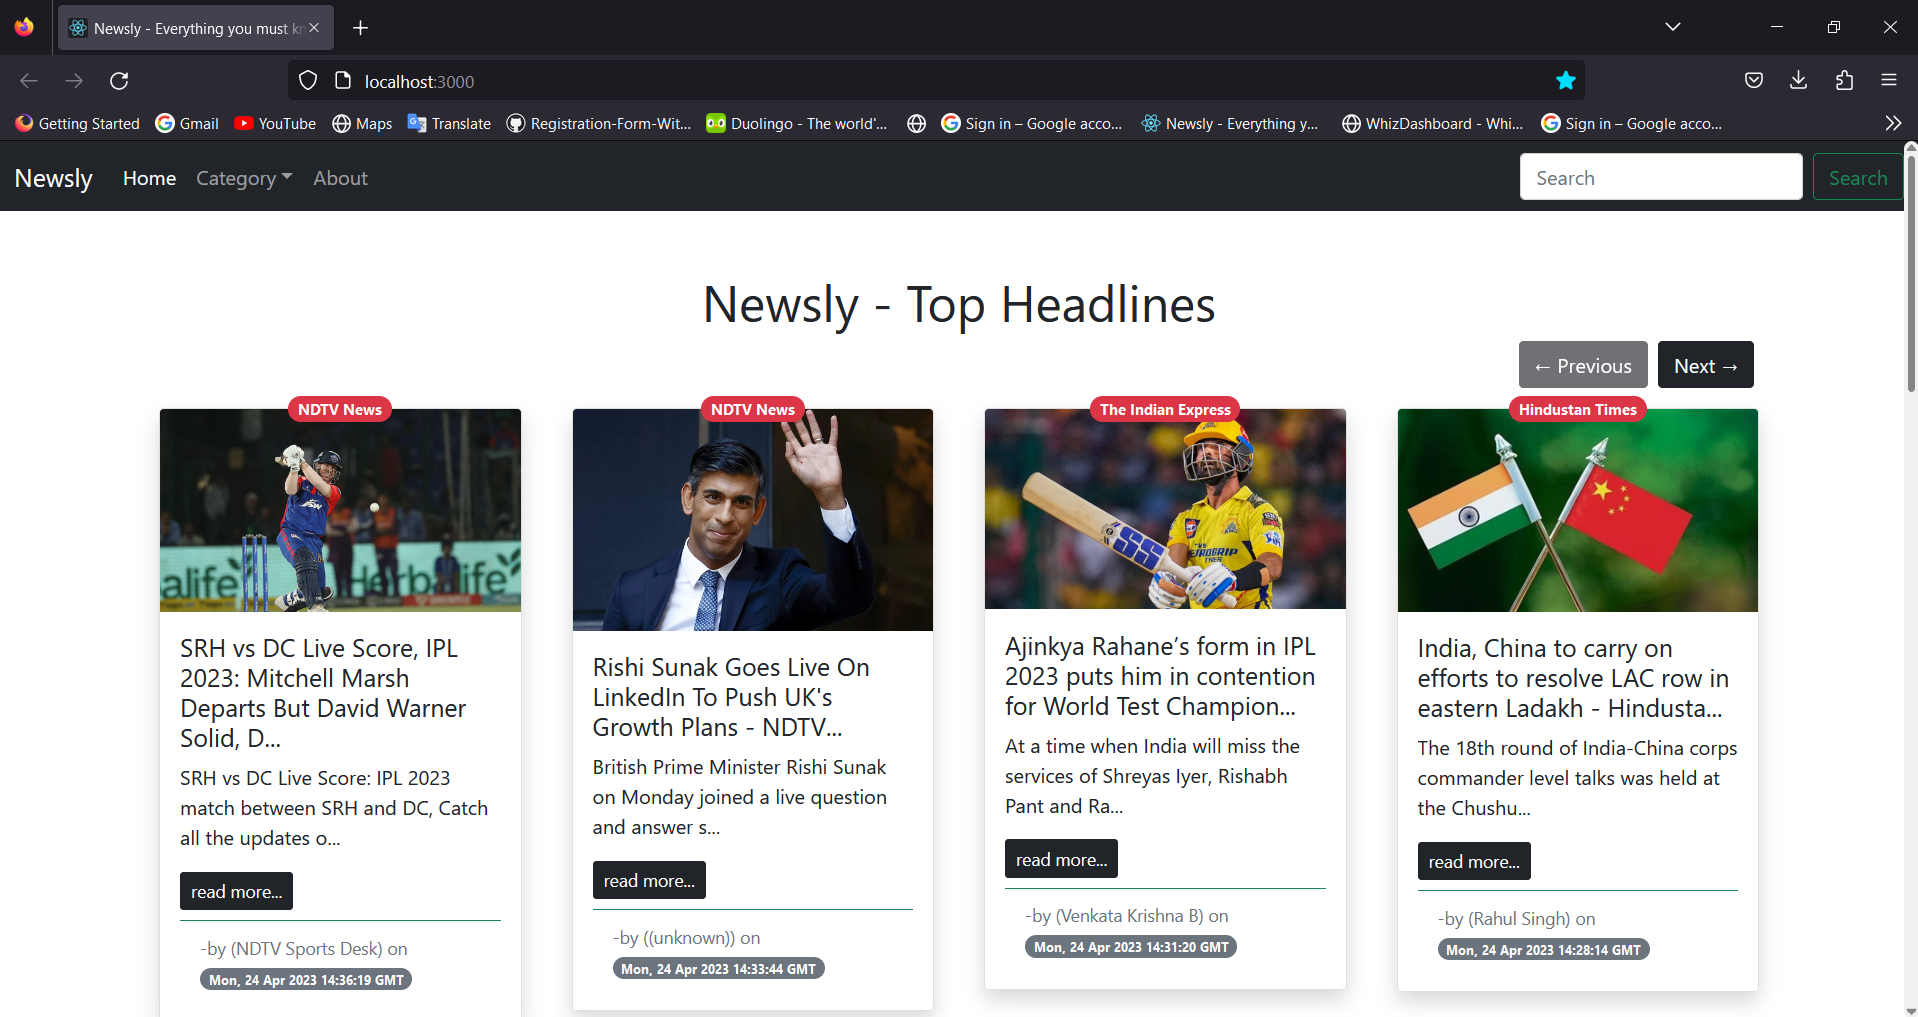 Newsly - Everything you must kn
localhost:3000
Getting Started Gmail YouTube Maps Translate Registration-Form-Wit... Duolingo - The world'... Sign in – Google acco... Newsly - Everything y... WhizDashboard - Whi... Sign in – Google acco...
Newsly Home Category About Search Search
Newsly - Top Headlines
← Previous Next →
NDTV News
alife Herbalife
SRH vs DC Live Score, IPL
2023: Mitchell Marsh
Departs But David Warner
Solid, D...
SRH vs DC Live Score: IPL 2023
match between SRH and DC, Catch
all the updates o...
read more...
-by (NDTV Sports Desk) on
Mon, 24 Apr 2023 14:36:19 GMT
NDTV News
Rishi Sunak Goes Live On
LinkedIn To Push UK's
Growth Plans - NDTV...
British Prime Minister Rishi Sunak
on Monday joined a live question
and answer s...
read more...
-by ((unknown)) on
Mon, 24 Apr 2023 14:33:44 GMT
The Indian Express
SS
TVS
EUROGRIP
TYRES
Ajinkya Rahane’s form in IPL
2023 puts him in contention
for World Test Champion...
At a time when India will miss the
services of Shreyas Iyer, Rishabh
Pant and Ra...
read more...
-by (Venkata Krishna B) on
Mon, 24 Apr 2023 14:31:20 GMT
Hindustan Times
India, China to carry on
efforts to resolve LAC row in
eastern Ladakh - Hindusta...
The 18th round of India-China corps
commander level talks was held at
the Chushu...
read more...
-by (Rahul Singh) on
Mon, 24 Apr 2023 14:28:14 GMT